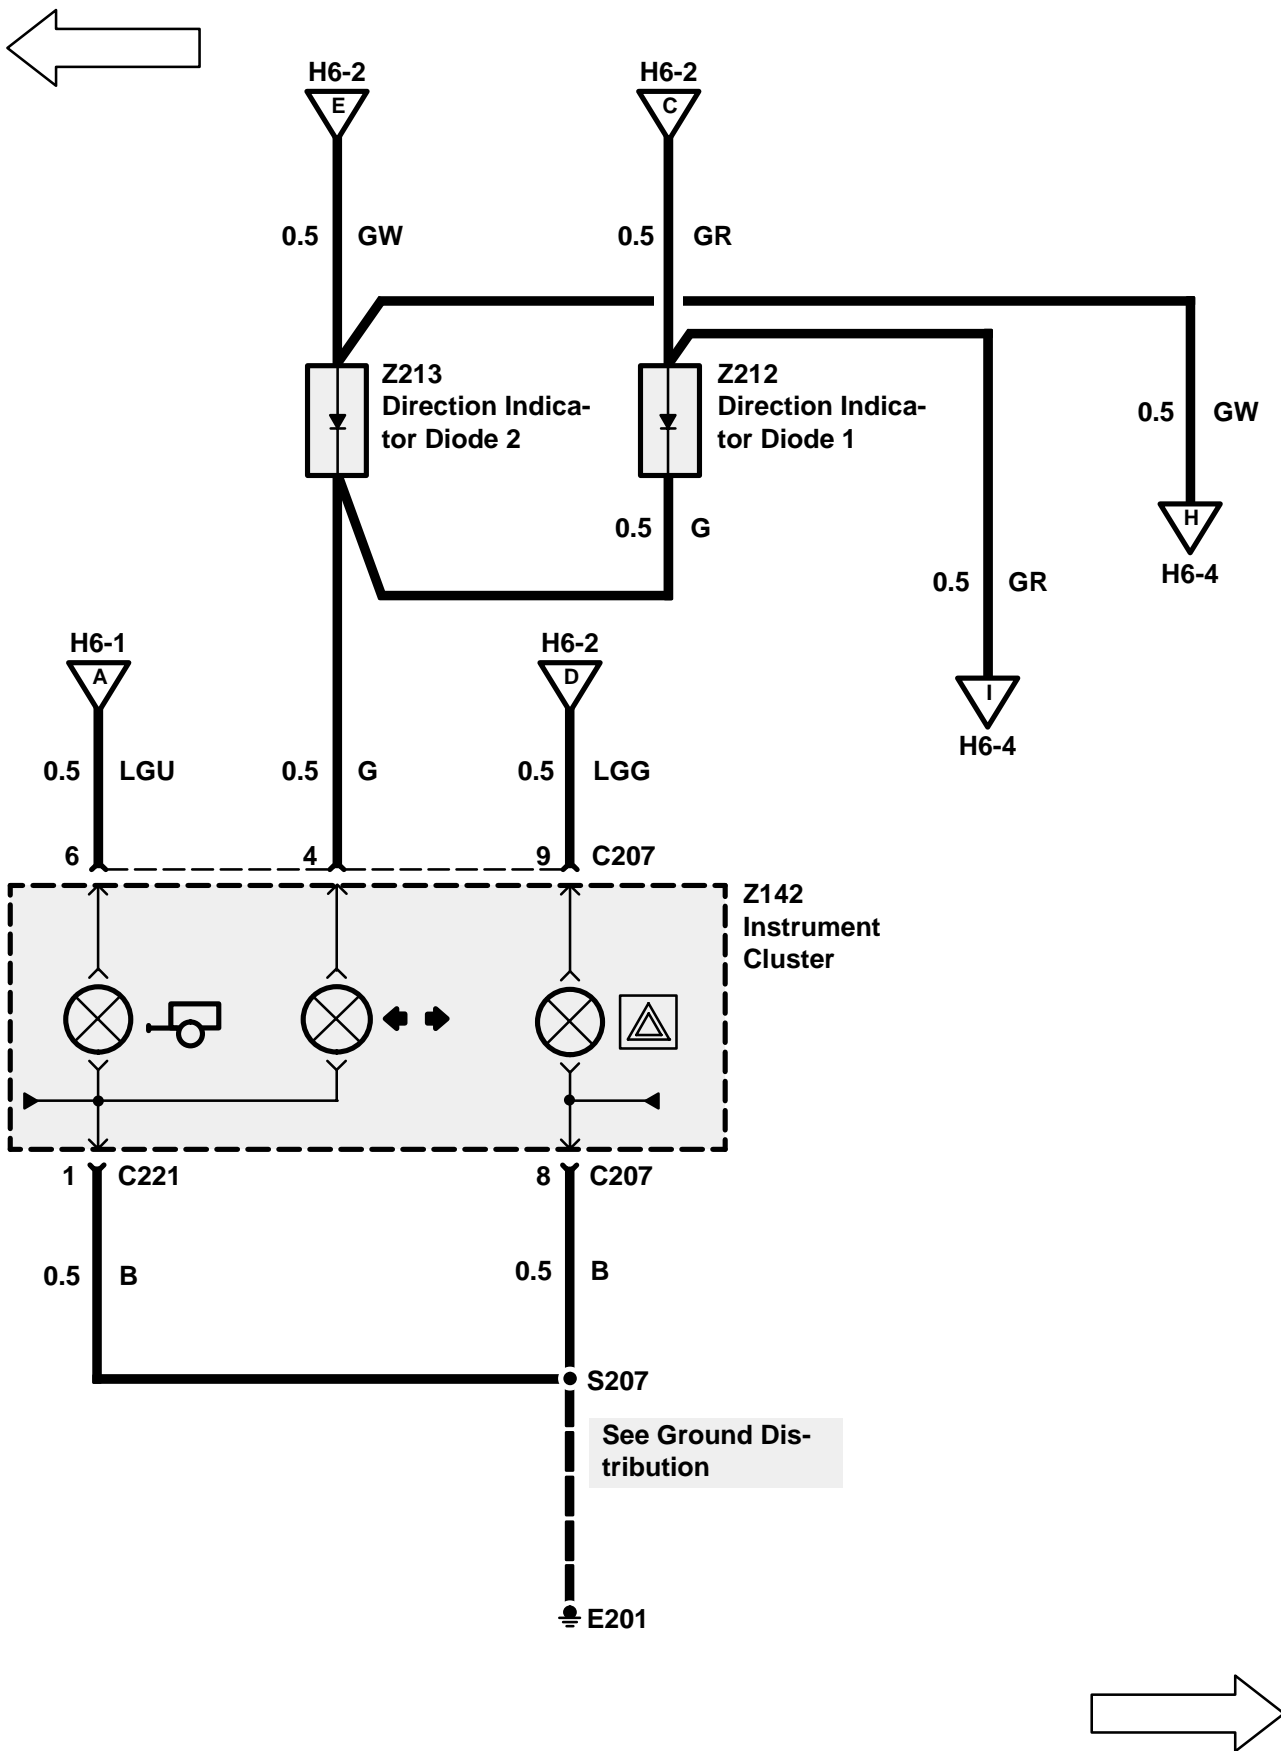 H6-2 H6-2
E C
0.5 GW 0.5 GR
Z213 Z212
Direction Indica- Direction Indica-
tor Diode 2 tor Diode 1
0.5 GW
H
0.5 G
H6-4
0.5 GR
H6-1 H6-2
A D
I
H6-4
0.5 LGU 0.5 G 0.5 LGG
6 4 9 C207
Z142
Instrument
Cluster
1 C221 8 C207
0.5 B 0.5 B
S207
See Ground Dis-
tribution
E201